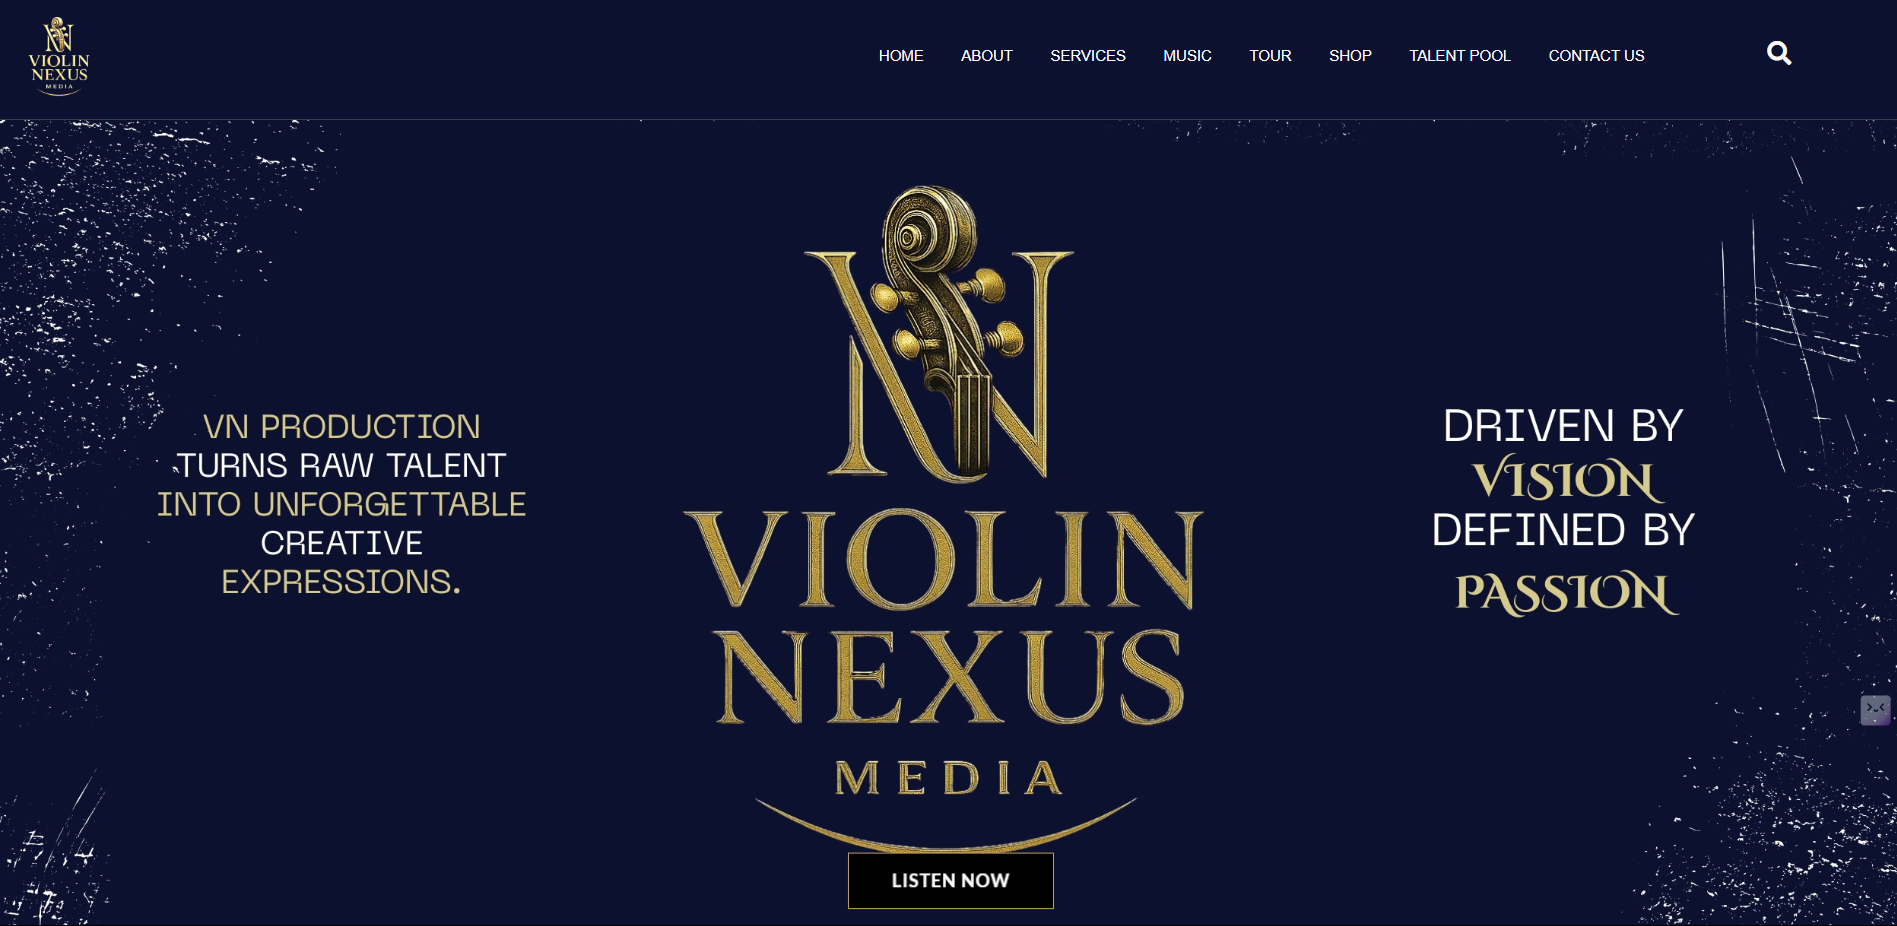 VIOLIN
NEXUS
MEDIA
HOME ABOUT SERVICES MUSIC TOUR SHOP TALENT POOL CONTACT US
VN PRODUCTION
TURNS RAW TALENT
INTO UNFORGETTABLE
CREATIVE
EXPRESSIONS.
N
VIOLIN
NEXUS
MEDIA
LISTEN NOW
DRIVEN BY
VISION
DEFINED BY
PASSION